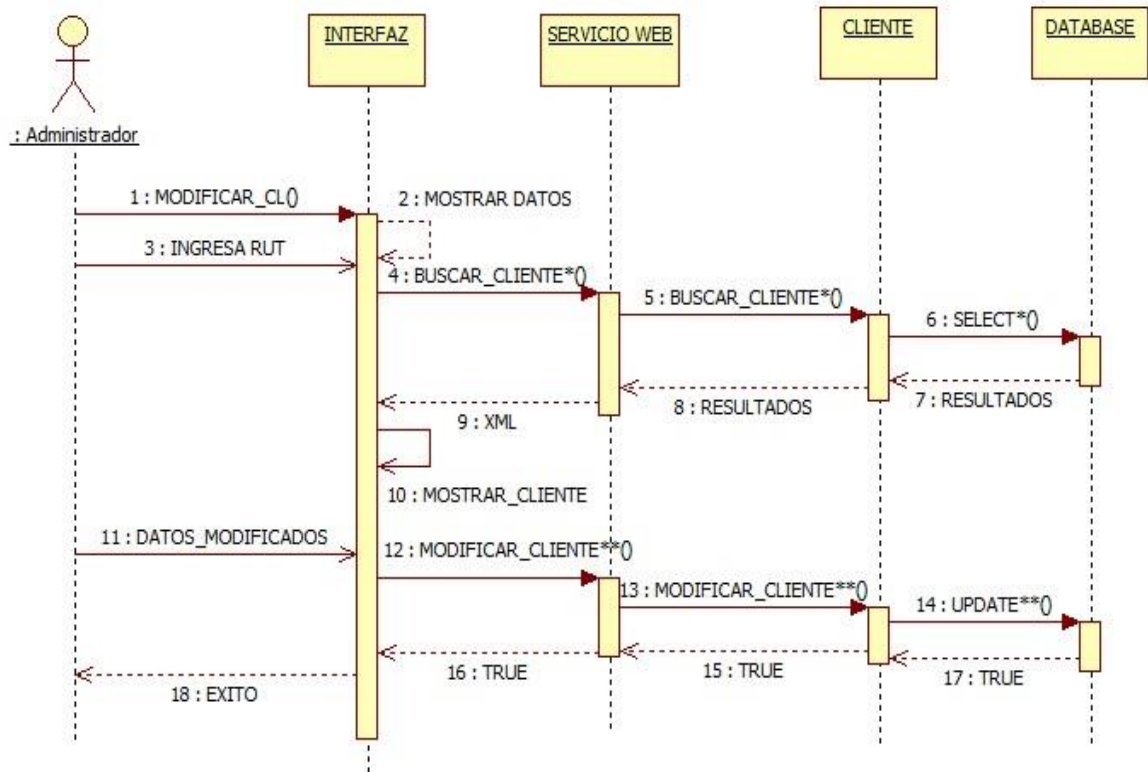 INTERFAZ
SERVICIO WEB
CLIENTE
DATABASE
: Administrador
1 : MODIFICAR_CL()
2 : MOSTRAR DATOS
3 : INGRESA RUT
4 : BUSCAR_CLIENTE*()
5 : BUSCAR_CLIENTE*()
6 : SELECT*()
7 : RESULTADOS
8 : RESULTADOS
9 : XML
10 : MOSTRAR_CLIENTE
11 : DATOS_MODIFICADOS
12 : MODIFICAR_CLIENTE**()
13 : MODIFICAR_CLIENTE**()
14 : UPDATE**()
16 : TRUE
15 : TRUE
17 : TRUE
18 : EXITO